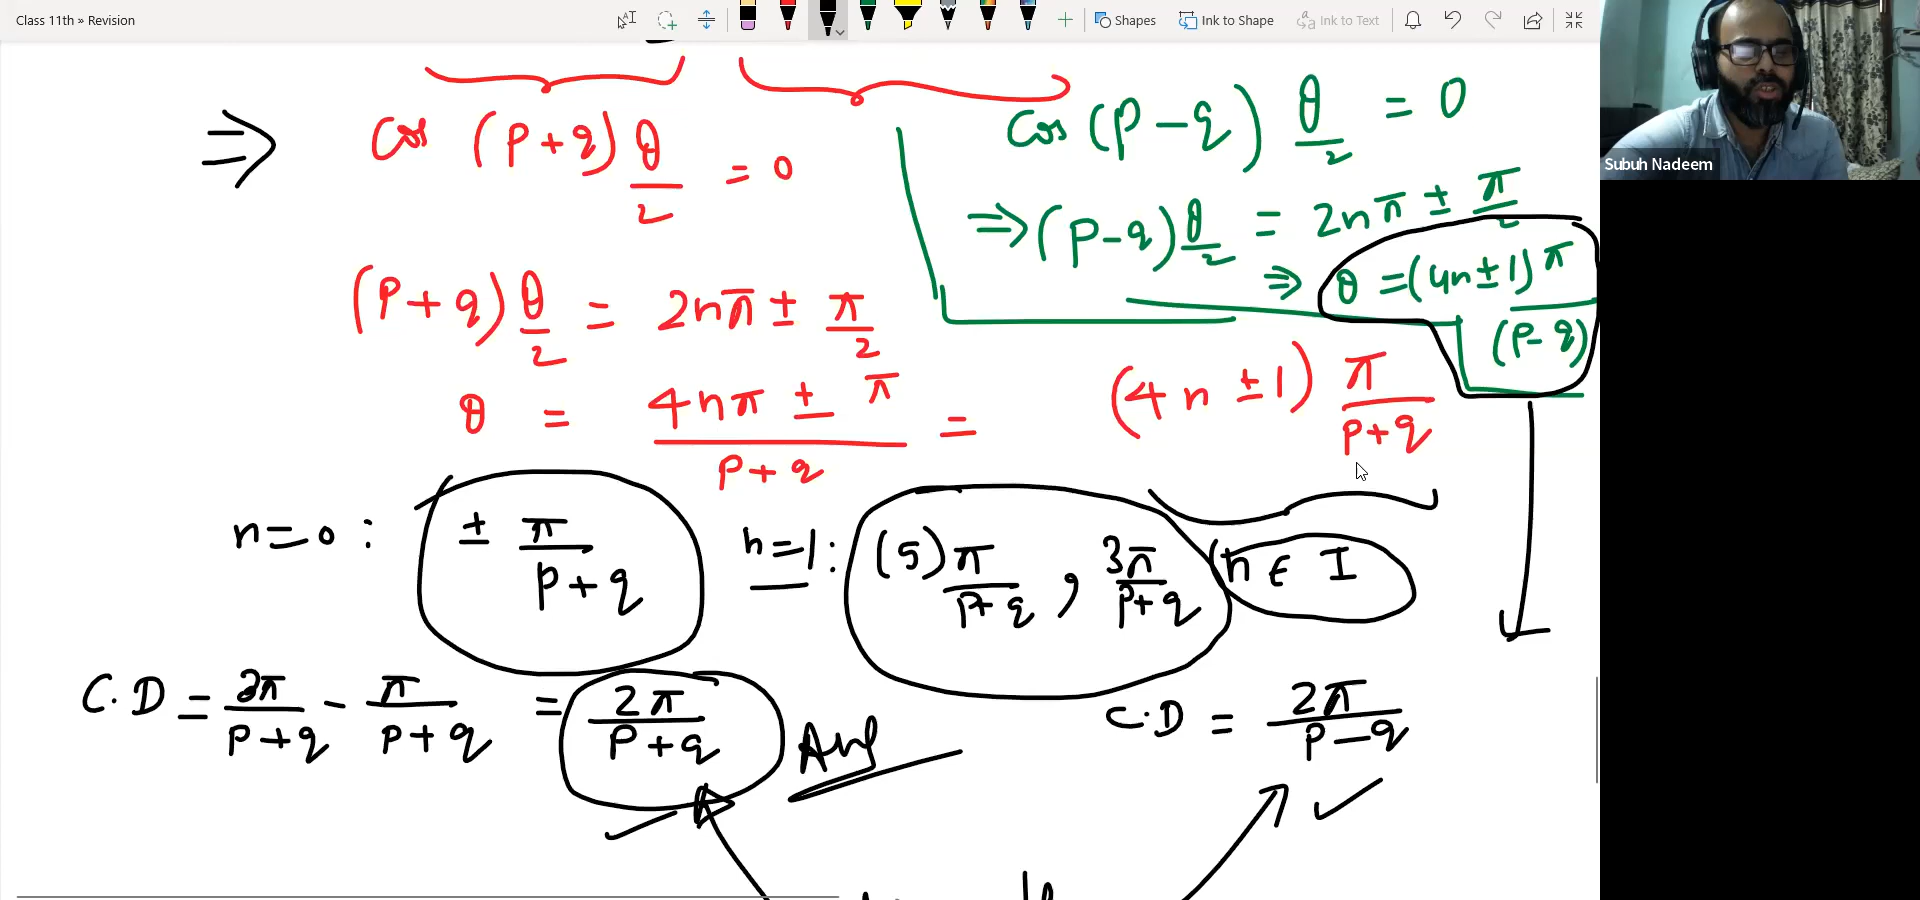 Class 11th » Revision
Shapes
Ink to Shape
Ink to Text
Subuh Nadeem
⇒ cos (p+q) θ/2 = 0
cos (p-q) θ/2 = 0
⇒ (p-q) θ/2 = 2nπ ± π/2
⇒ θ = (4n±1) π/(p-q)
(p+q) θ/2 = 2nπ ± π/2
θ = (4nπ ± π)/(p+q) = (4n ±1) π/(p+q)
n=0 : ± π/(p+q)
n=1 : (5) π/(p+q) , 3π/(p+q)
(n ∈ I
C.D = 3π/(p+q) - π/(p+q) = 2π/(p+q) Ans
C.D = 2π/(p-q)